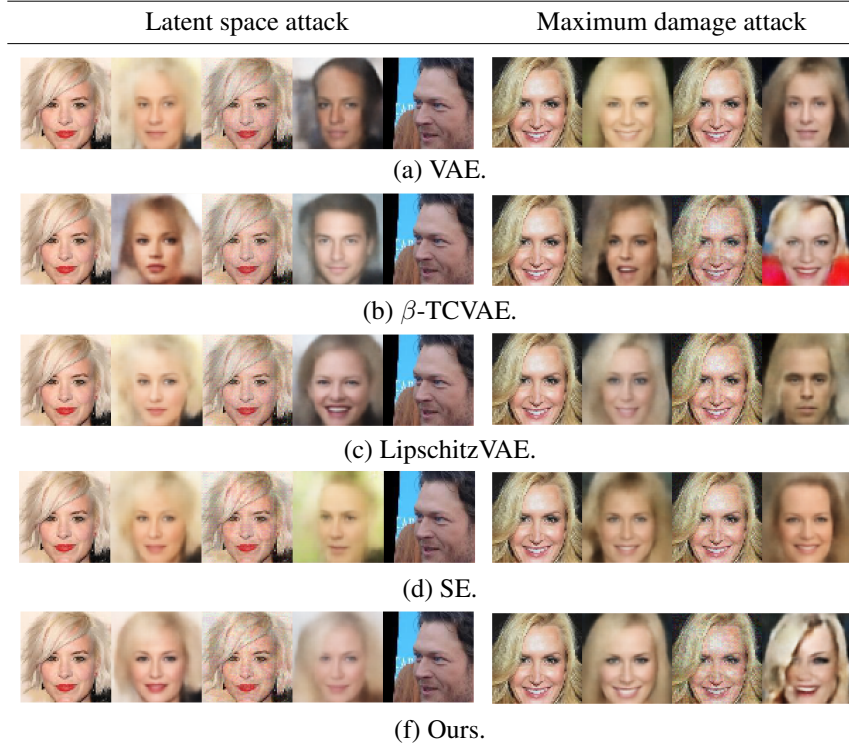 Latent space attack
Maximum damage attack
(a) VAE.
(b) β-TCVAE.
(c) LipschitzVAE.
(d) SE.
(f) Ours.